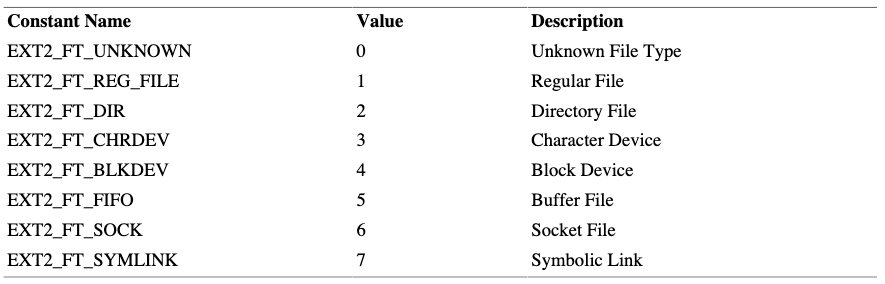 Constant Name Value Description
EXT2_FT_UNKNOWN 0 Unknown File Type
EXT2_FT_REG_FILE 1 Regular File
EXT2_FT_DIR 2 Directory File
EXT2_FT_CHRDEV 3 Character Device
EXT2_FT_BLKDEV 4 Block Device
EXT2_FT_FIFO 5 Buffer File
EXT2_FT_SOCK 6 Socket File
EXT2_FT_SYMLINK 7 Symbolic Link